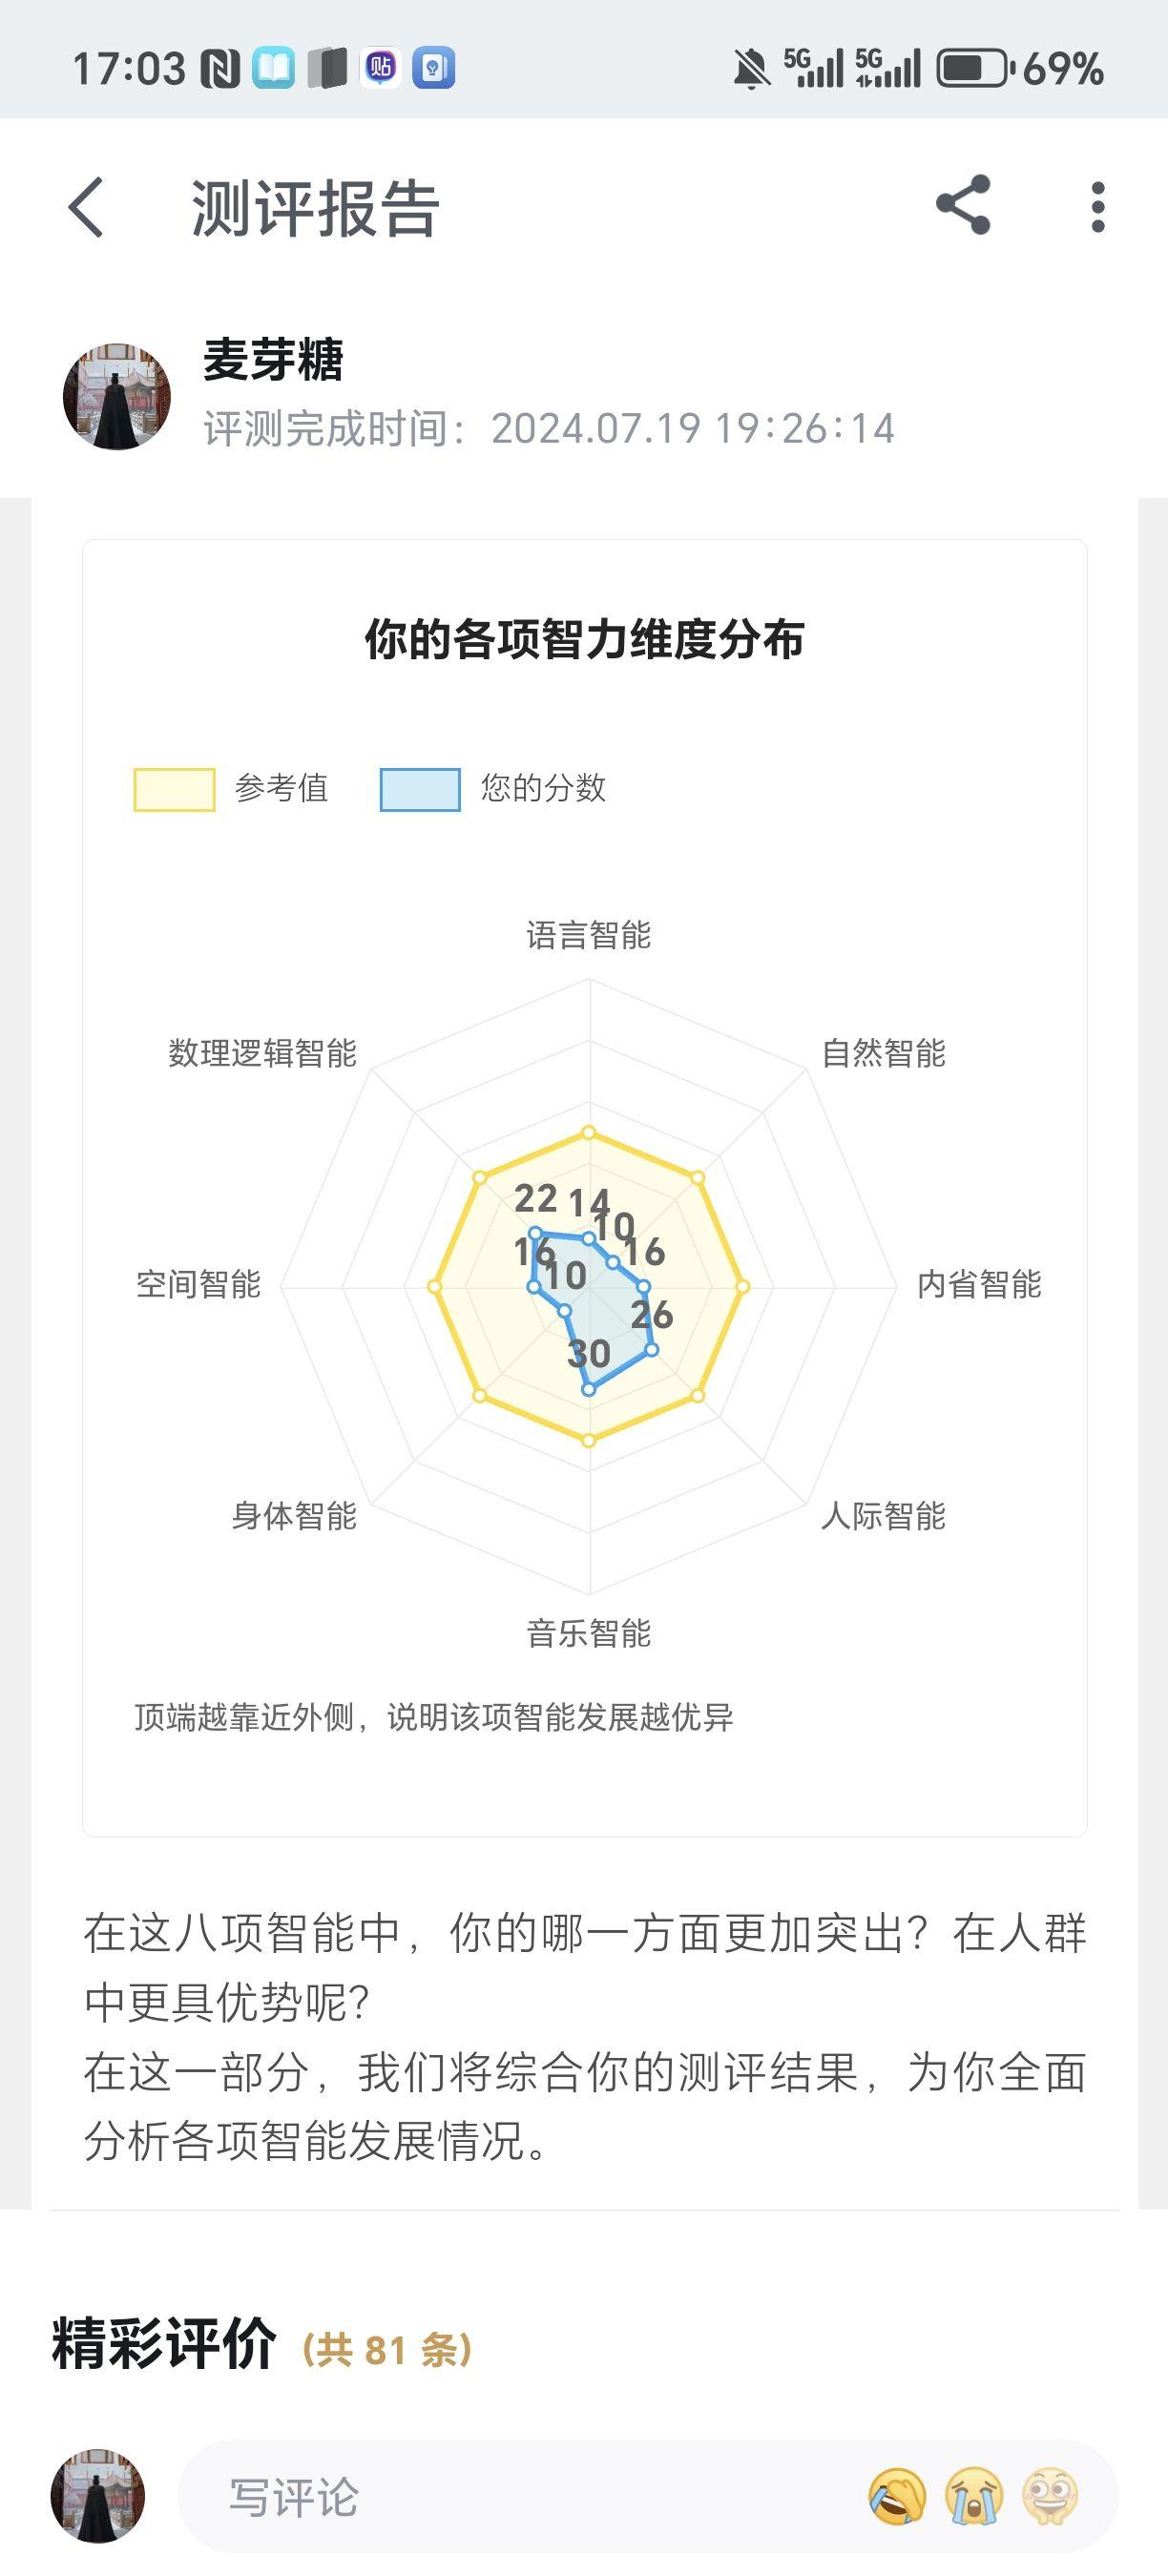 17:03 贴 5G 5G 69%
测评报告
麦芽糖
评测完成时间：2024.07.19 19:26:14
你的各项智力维度分布
参考值 您的分数
语言智能
数理逻辑智能 自然智能
22 14
10
16 16
10
空间智能 内省智能
26
30
身体智能 人际智能
音乐智能
顶端越靠近外侧，说明该项智能发展越优异
在这八项智能中，你的哪一方面更加突出？在人群
中更具优势呢？
在这一部分，我们将综合你的测评结果，为你全面
分析各项智能发展情况。
精彩评价 (共 81 条)
写评论